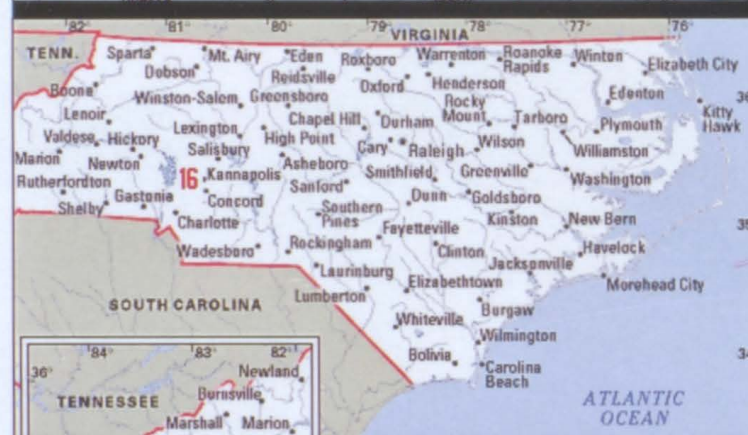 82° 81° 80° 79° 78° 77° 76°
VIRGINIA
TENN.
Sparta
Mt. Airy
Eden
Roxboro
Warrenton
Roanoke
Rapids
Winton
Elizabeth City
Dobson
Reidsville
Oxford
Henderson
Boone
Winston-Salem
Greensboro
Rocky
Mount
Edenton
Kitty
Hawk
Lenoir
Chapel Hill
Durham
Tarboro
Plymouth
Valdese
Hickory
Lexington
High Point
Cary
Raleigh
Wilson
Williamston
Marion
Newton
Salisbury
Asheboro
Smithfield
Greenville
Washington
Rutherfordton
16
Kannapolis
Sanford
Dunn
Goldsboro
Shelby
Gastonia
Concord
Southern
Pines
Kinston
New Bern
Charlotte
Fayetteville
Wadesboro
Rockingham
Clinton
Havelock
Laurinburg
Jacksonville
Elizabethtown
Morehead City
SOUTH CAROLINA
Lumberton
Burgaw
Whiteville
Wilmington
Bolivia
Carolina
Beach
ATLANTIC
OCEAN
84° 83° 82°
36°
Newland
TENNESSEE
Burnsville
Marshall
Marion